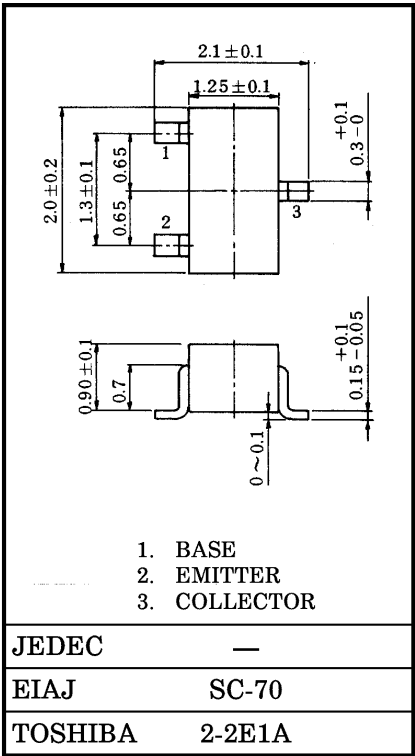 2.1±0.1
1.25±0.1
+0.1
0.3-0
2.0±0.2
1.3±0.1
0.65
0.65
1
2
3
0.90±0.1
0.7
+0.1
0.15-0.05
0~0.1
1. BASE
2. EMITTER
3. COLLECTOR
JEDEC —
EIAJ SC-70
TOSHIBA 2-2E1A